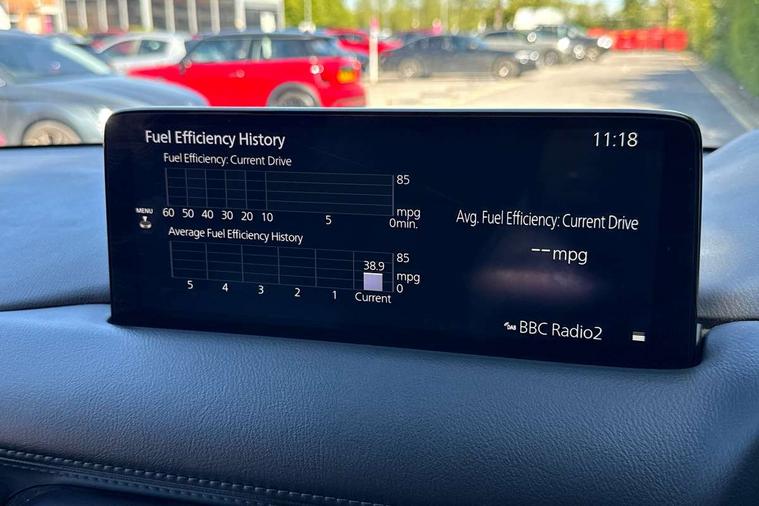 Fuel Efficiency History
11:18
Fuel Efficiency: Current Drive
85
MENU
60 50 40 30 20 10 5 0min.
mpg
Avg. Fuel Efficiency: Current Drive
--mpg
Average Fuel Efficiency History
85
38.9
mpg
0
5 4 3 2 1 Current
DAB BBC Radio2